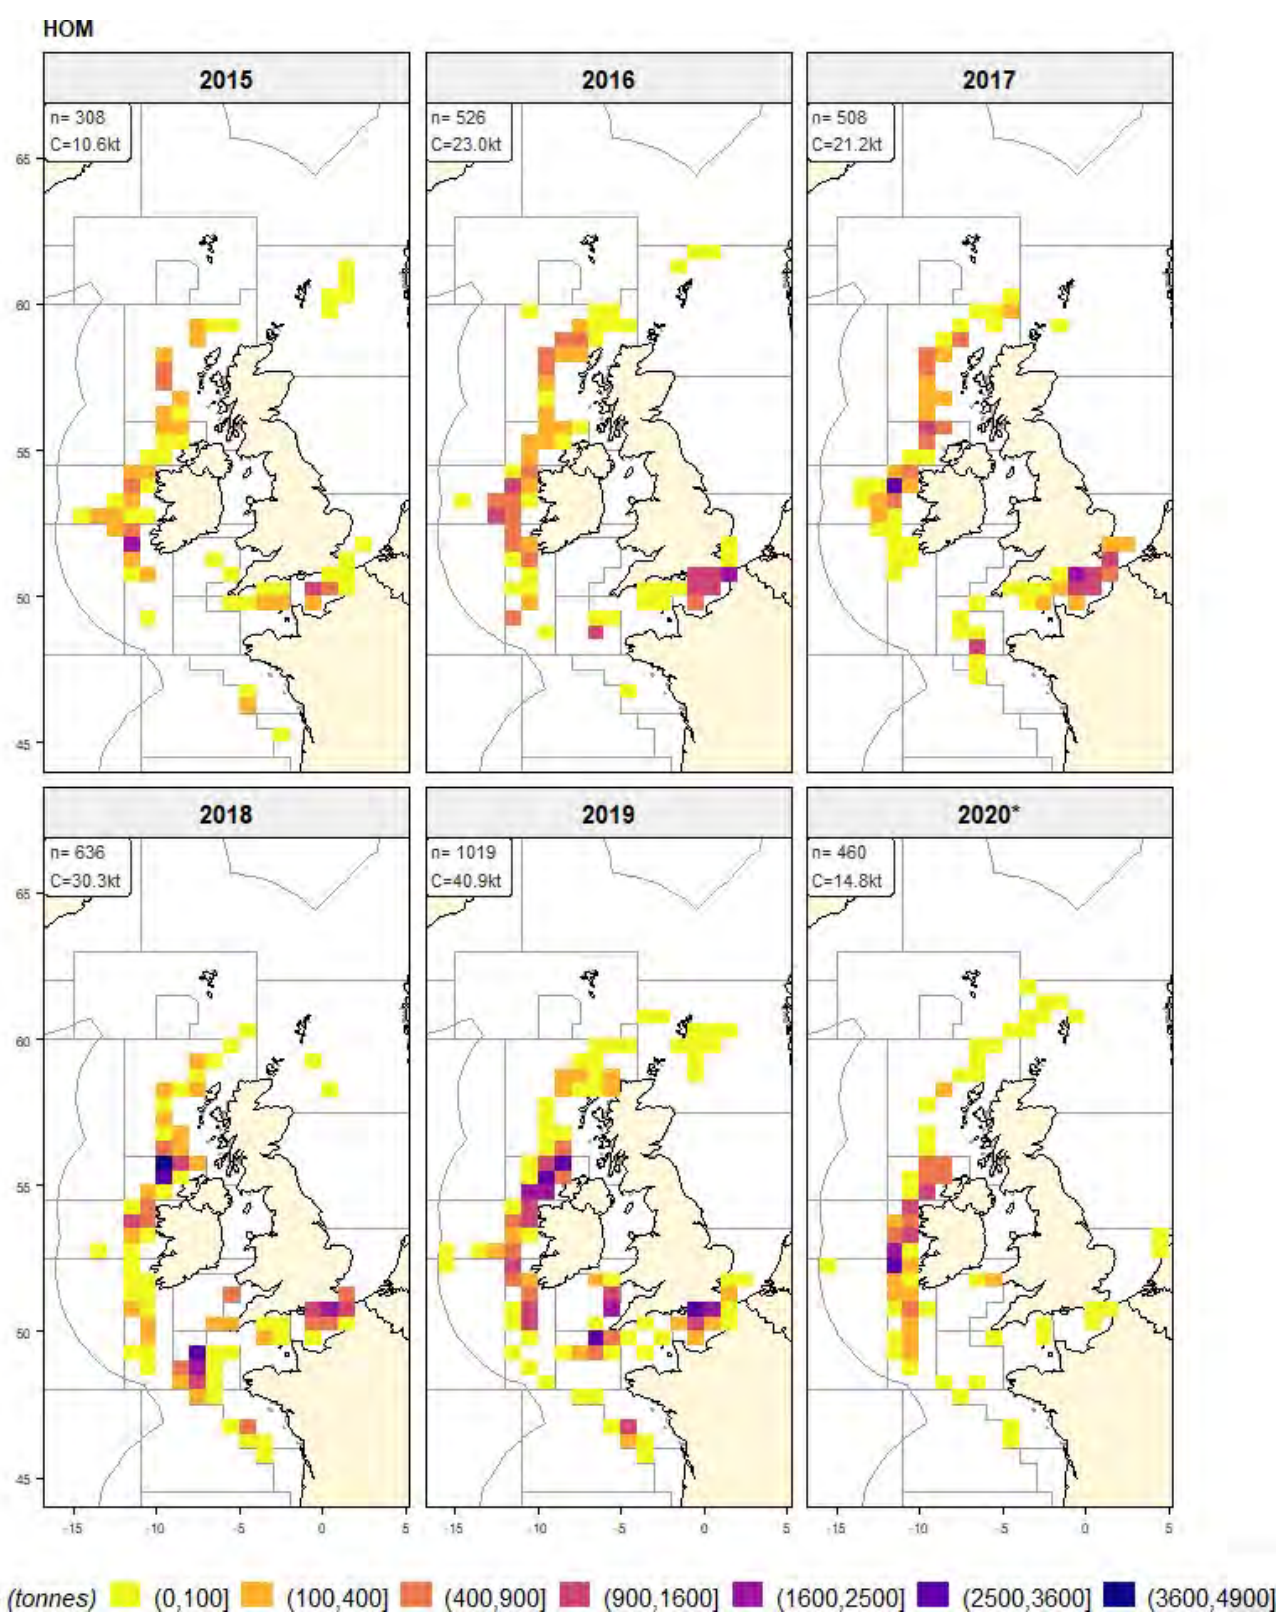 HOM
2015
2016
2017
n= 308
C=10.6kt
n= 526
C=23.0kt
n= 508
C=21.2kt
65
60
55
50
45
2018
2019
2020*
n= 636
C=30.3kt
n= 1019
C=40.9kt
n= 460
C=14.8kt
65
60
55
50
45
-15 -10 -5 0 5
-15 -10 -5 0 5
-15 -10 -5 0 5
(tonnes) (0,100] (100,400] (400,900] (900,1600] (1600,2500] (2500,3600] (3600,4900]